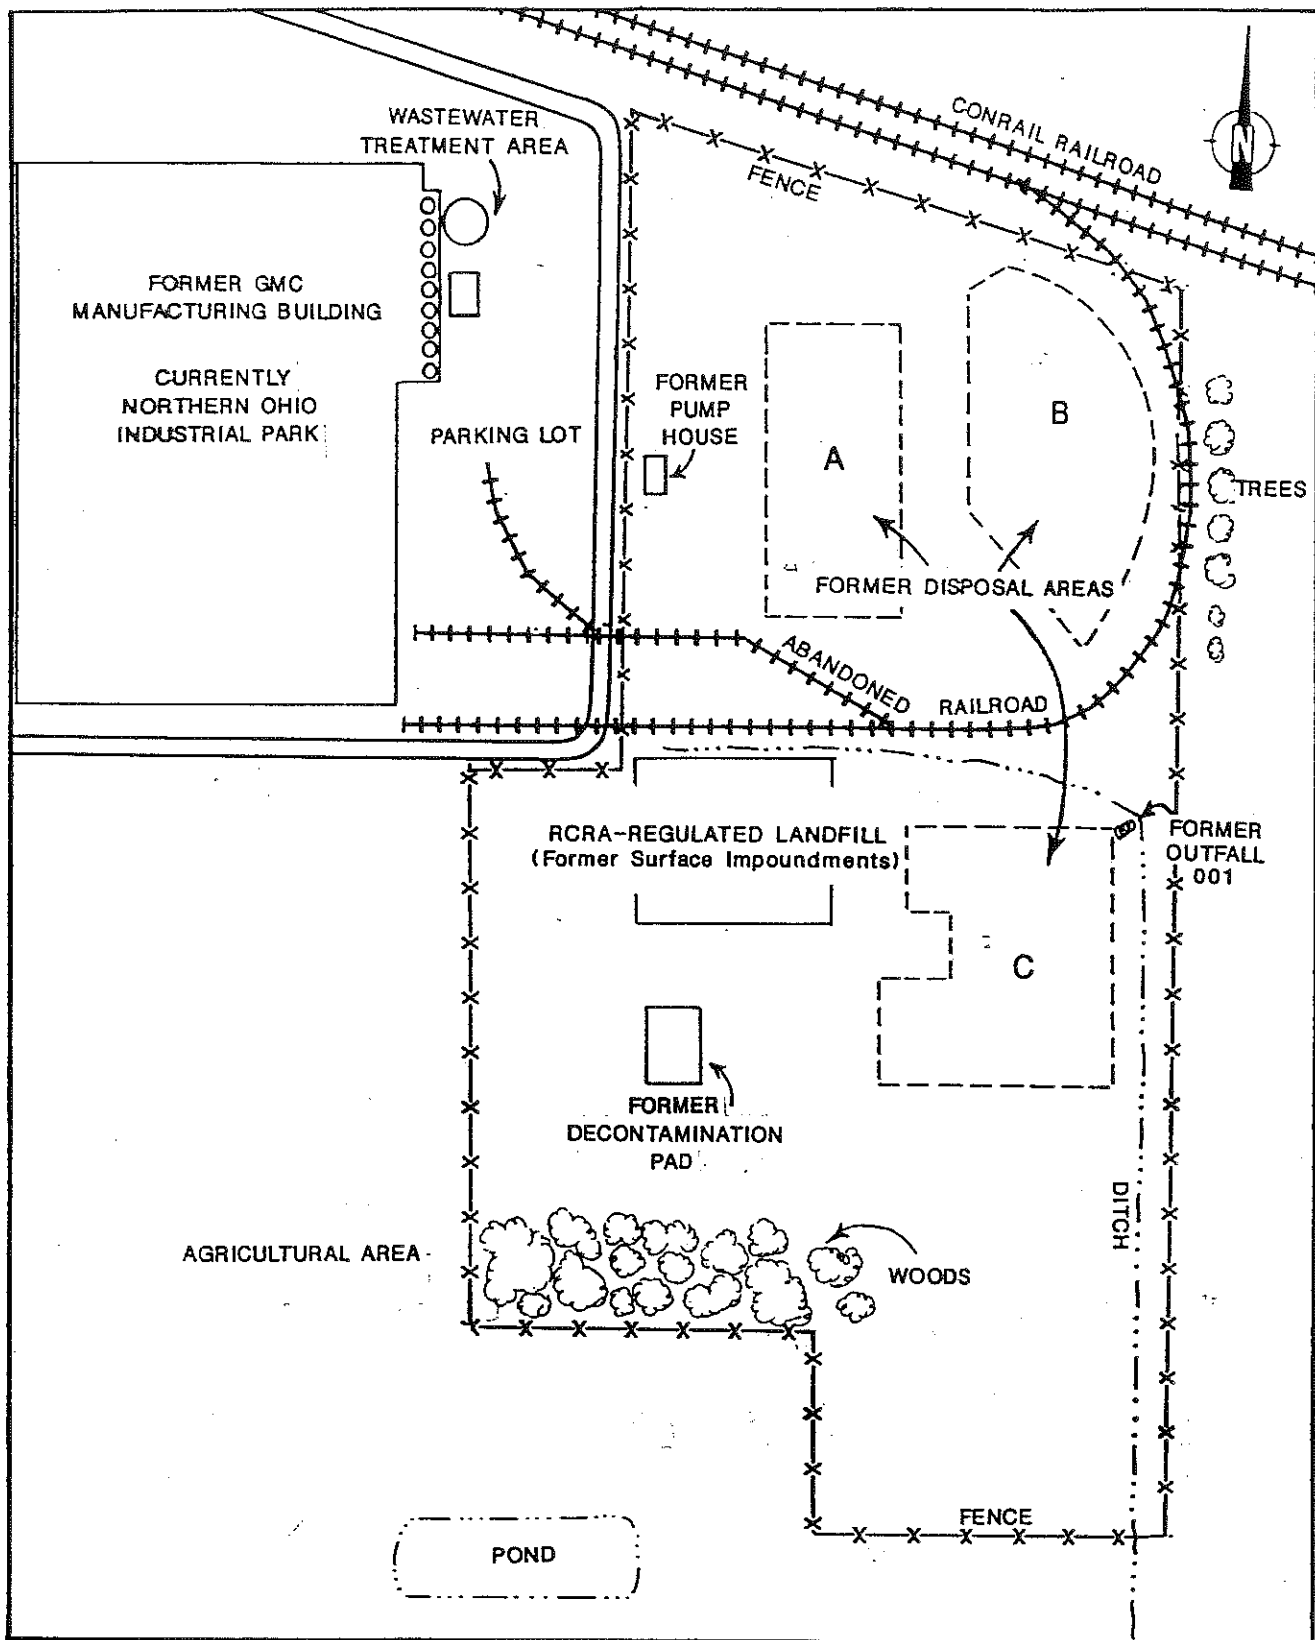 CONRAIL RAILROAD
N
WASTEWATER
TREATMENT AREA
FENCE
FORMER GMC
MANUFACTURING BUILDING
CURRENTLY
NORTHERN OHIO
INDUSTRIAL PARK
PARKING LOT
FORMER
PUMP
HOUSE
A
B
TREES
FORMER DISPOSAL AREAS
ABANDONED
RAILROAD
RCRA-REGULATED LANDFILL
(Former Surface Impoundments)
FORMER
OUTFALL
001
C
FORMER
DECONTAMINATION
PAD
DITCH
AGRICULTURAL AREA
WOODS
FENCE
POND